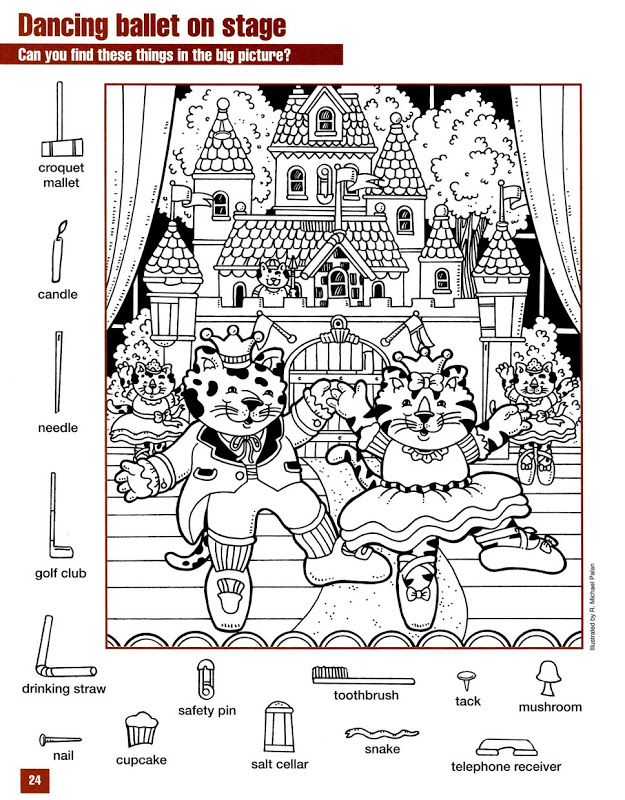 Dancing ballet on stage
Can you find these things in the big picture?
croquet
mallet
candle
needle
golf club
drinking straw
safety pin
toothbrush
tack
mushroom
nail
cupcake
salt cellar
snake
telephone receiver
Illustrated by R. Michael Palan
24